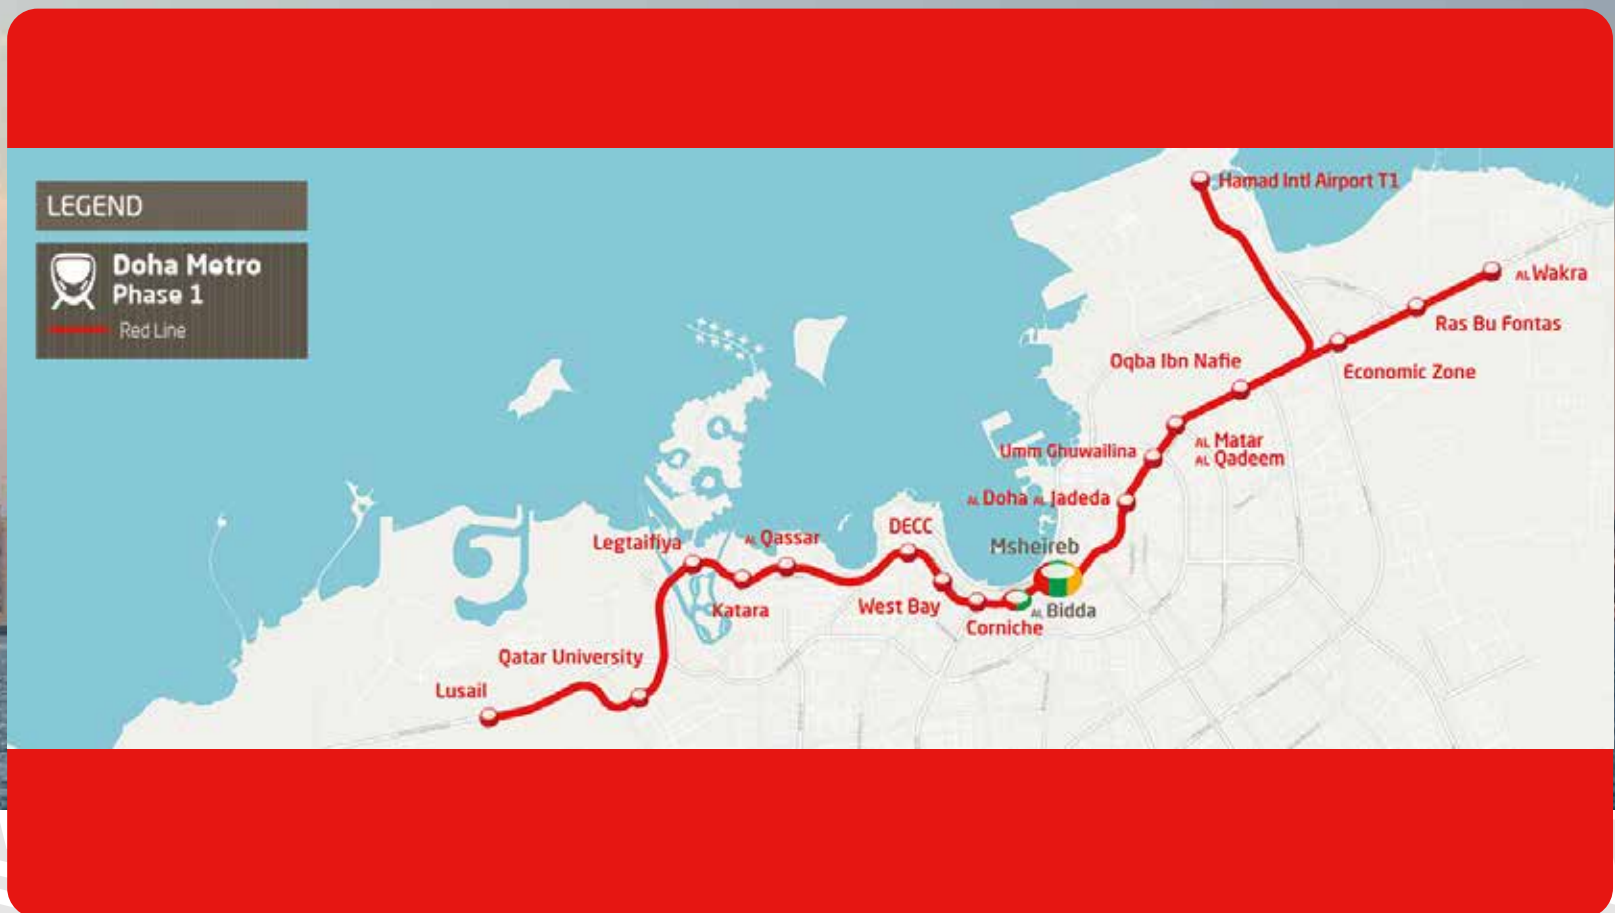 LEGEND
Doha Metro
Phase 1
Red Line
Hamad Intl Airport T1
AL Wakra
Ras Bu Fontas
Economic Zone
Oqba Ibn Nafie
AL Matar
AL Qadeem
Umm Ghuwailina
AL Doha AL Jadeda
Msheireb
AL Bidda
Corniche
West Bay
DECC
AL Qassar
Katara
Legtaifiya
Qatar University
Lusail